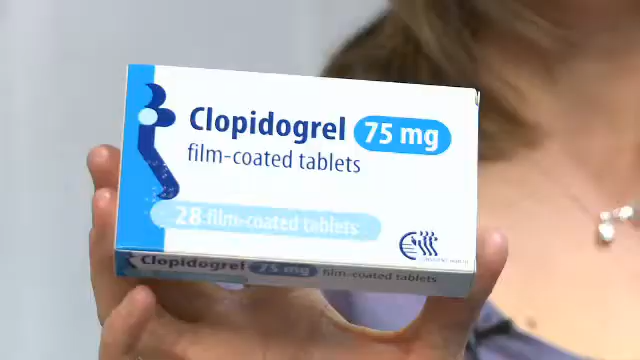 Clopidogrel 75 mg
film-coated tablets
28 film-coated tablets
Clopidogrel 75 mg film-coated tablets